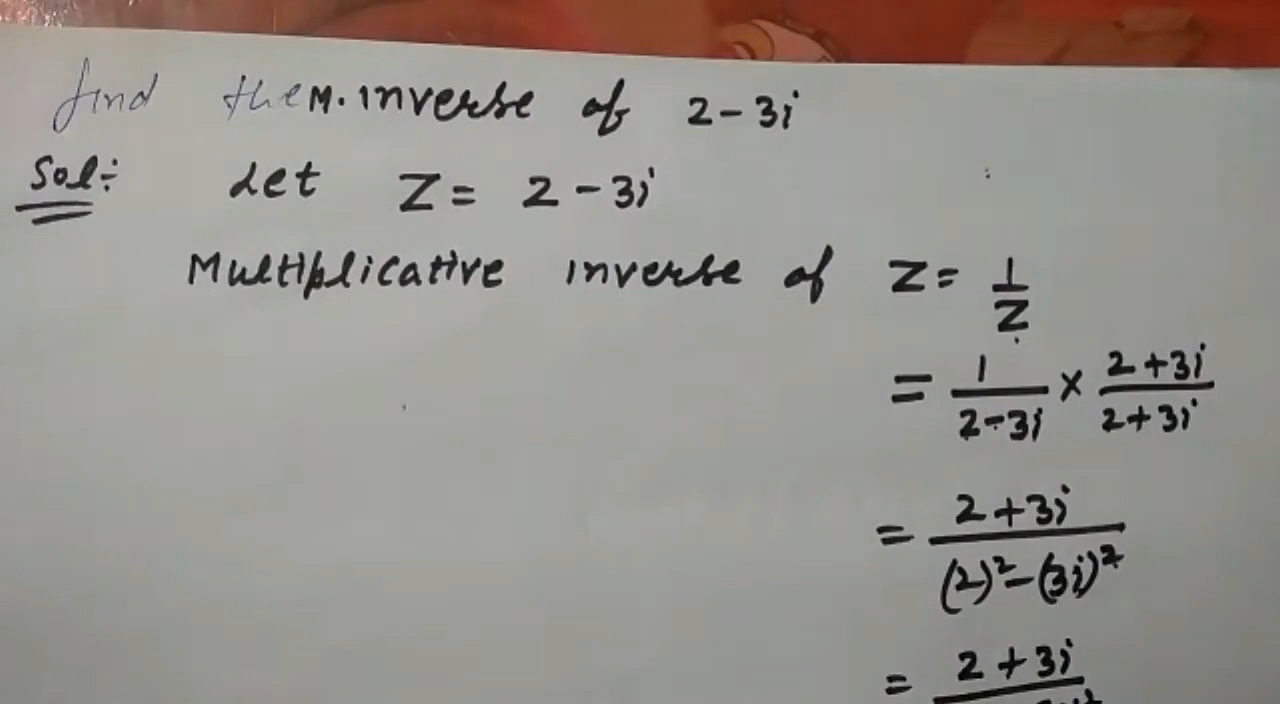 find the M. inverse of 2-3i
Sol:- Let Z = 2-3i
Multiplicative inverse of Z = 1/Z
= 1/2-3i × 2+3i/2+3i
= 2+3i/(2)²-(3i)²
= 2+3i